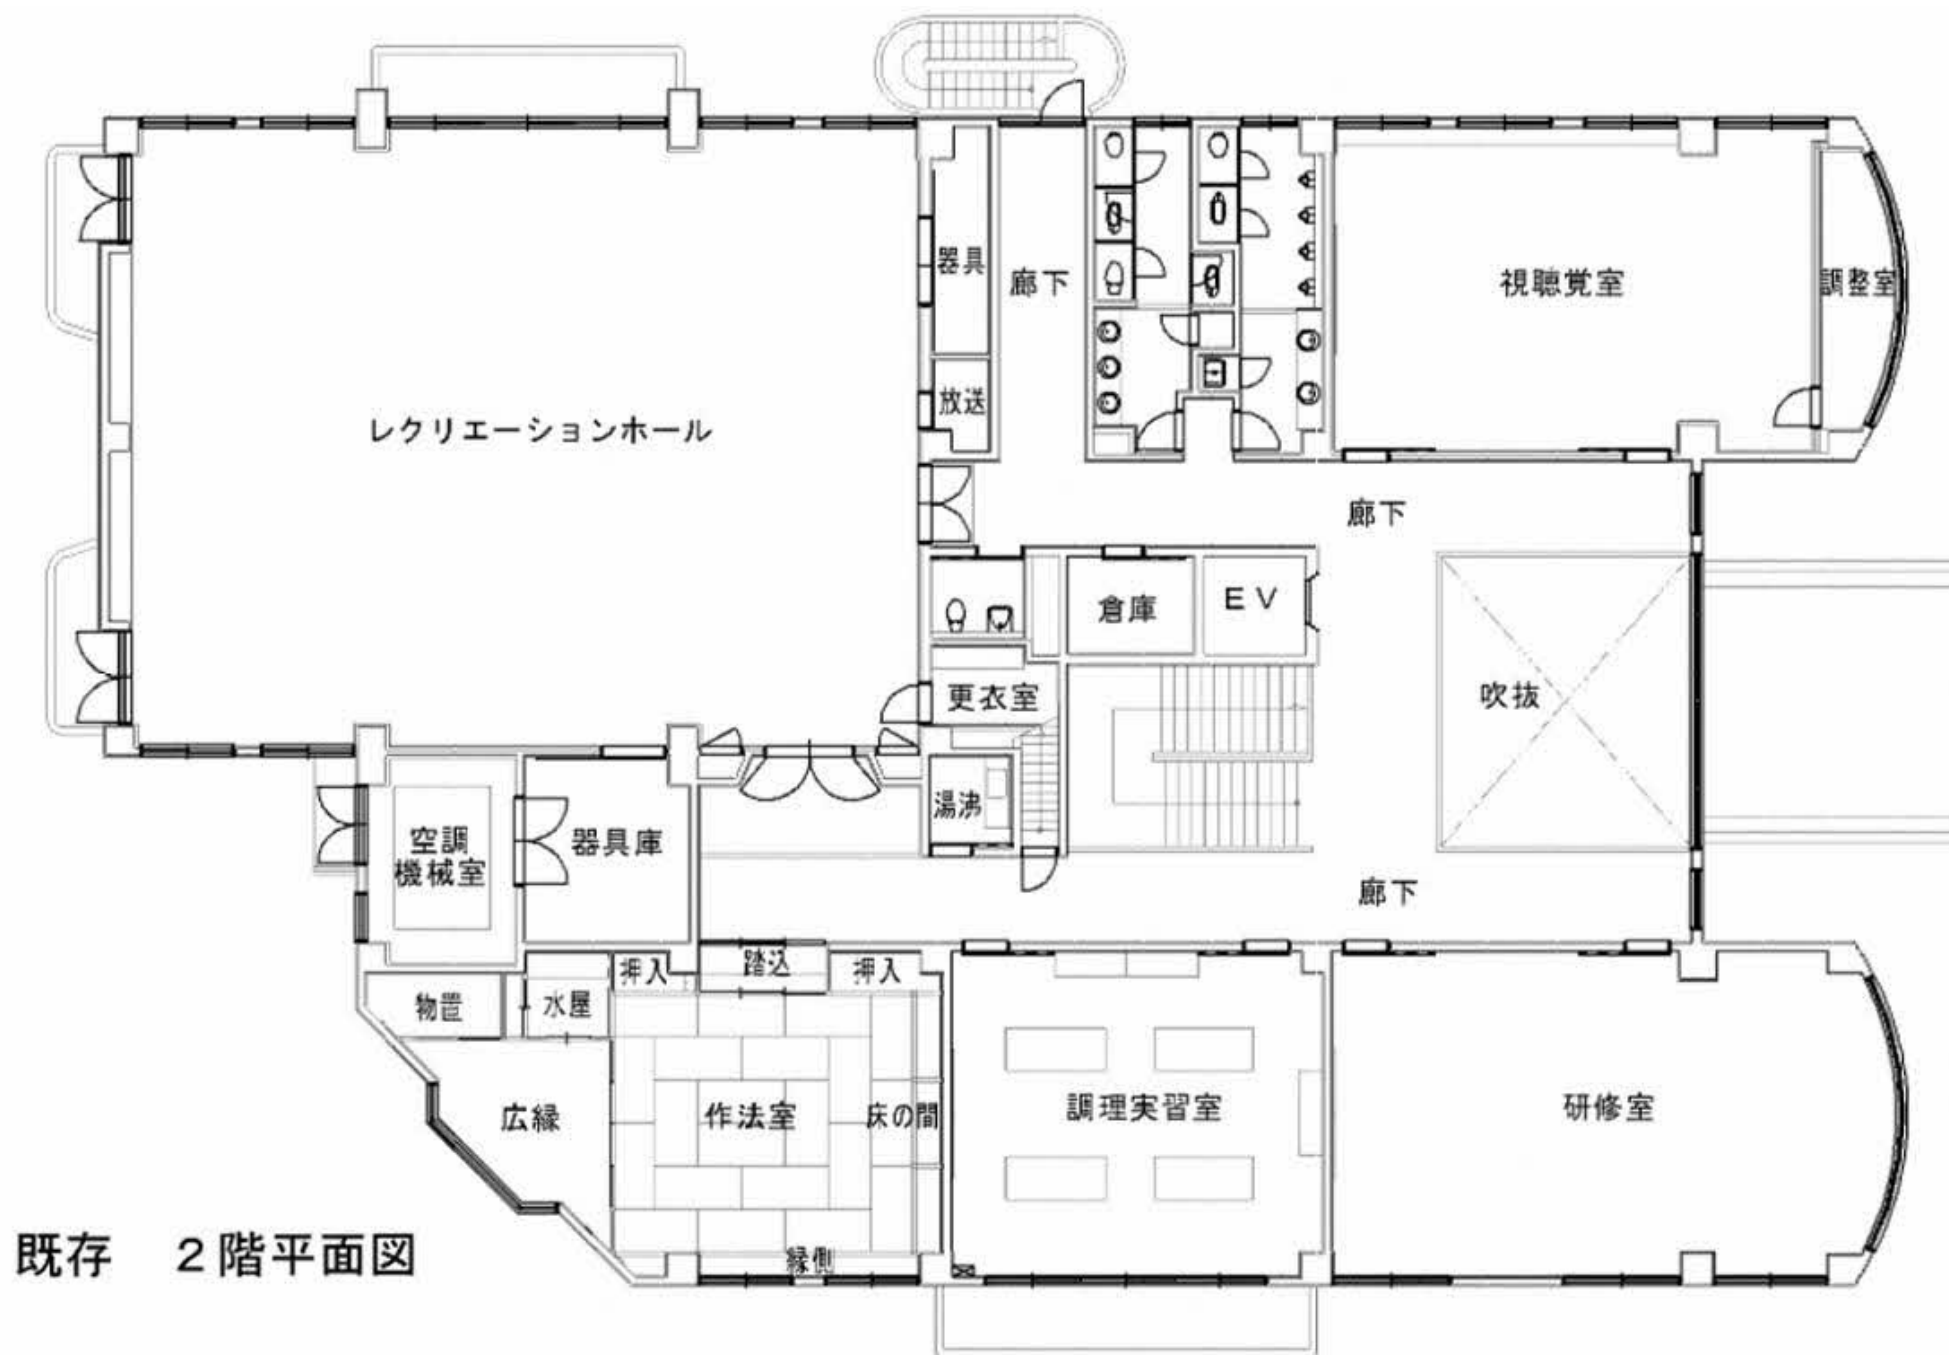 器具
廊下
視聴覚室
調整室
放送
レクリエーションホール
廊下
倉庫
EV
更衣室
吹抜
湯沸
空調
機械室
器具庫
廊下
押入
踏込
押入
物置
水屋
広縁
作法室
床の間
調理実習室
研修室
縁側
既存 2階平面図